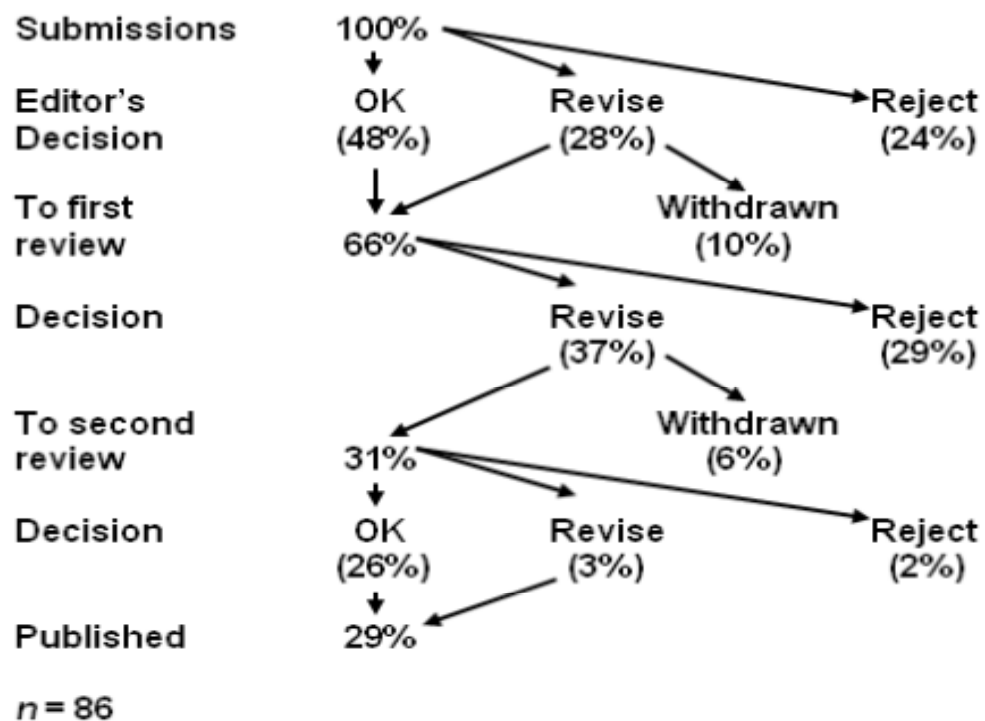 Submissions 100%
Editor’s OK Revise Reject
Decision (48%) (28%) (24%)
To first Withdrawn
review 66% (10%)
Decision Revise Reject
(37%) (29%)
To second Withdrawn
review 31% (6%)
Decision OK Revise Reject
(26%) (3%) (2%)
Published 29%
n = 86